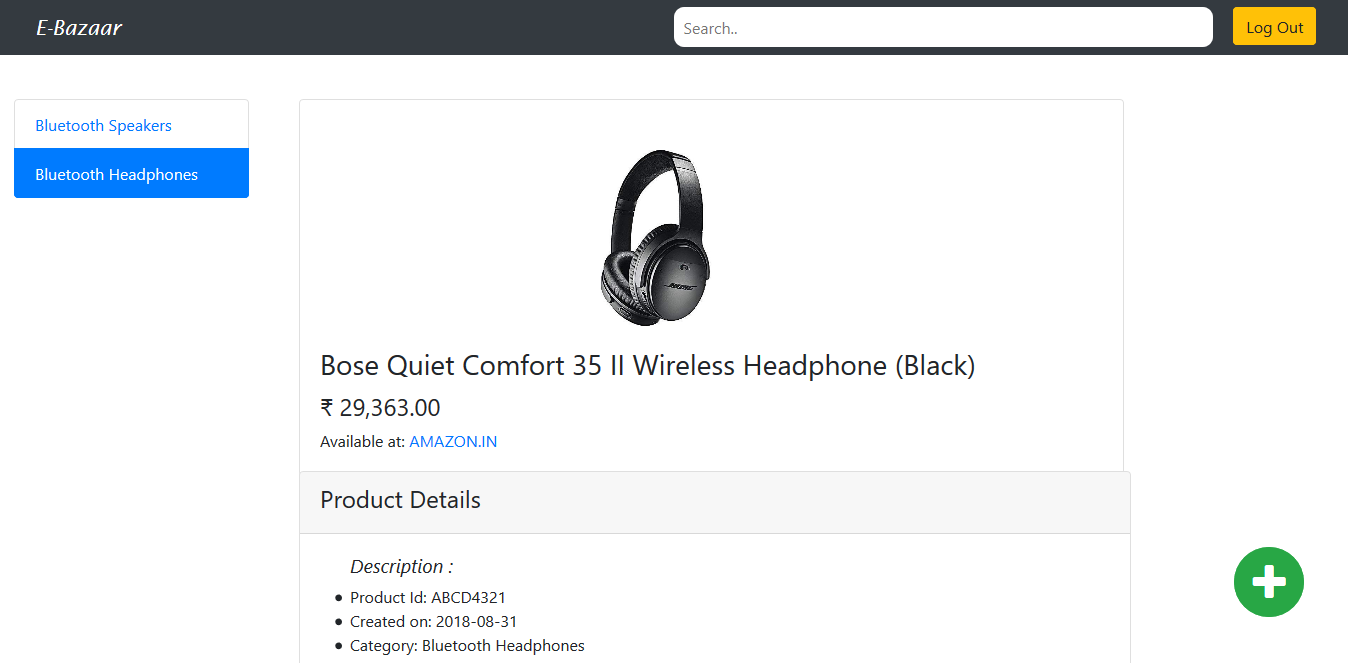 E-Bazaar
Search..
Log Out
Bluetooth Speakers
Bluetooth Headphones
Bose Quiet Comfort 35 II Wireless Headphone (Black)
₹ 29,363.00
Available at: AMAZON.IN
Product Details
Description :
Product Id: ABCD4321
Created on: 2018-08-31
Category: Bluetooth Headphones